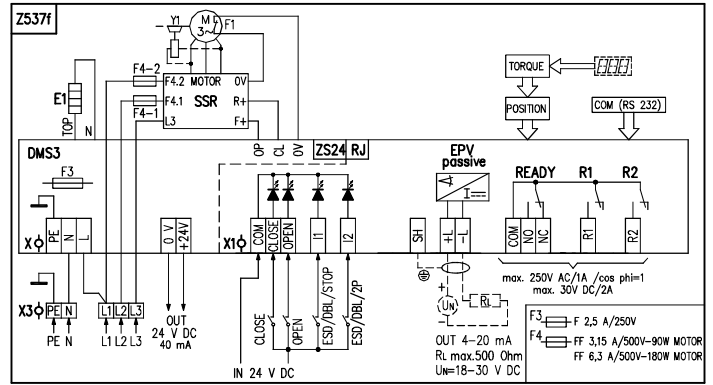 Z537f
Y1
M
3~
F1
F4-2
F4.2 MOTOR 0V
F4.1 SSR R+
L3 F+
F4-1
E1
TOP
N
OP
CL
0V
TORQUE
POSITION
COM (RS 232)
DMS3
ZS24 RJ
EPV
passive
READY R1 R2
F3
I
X
PE
N
L
0 V
+24V
X1
COM
CLOSE
OPEN
I1
I2
SH
+L
-L
COM
NO
NC
R1
R2
max. 250V AC/1A /cos phi=1
max. 30V DC/2A
X3
PE N
L1 L2 L3
PE N
L1 L2 L3
OUT
24 V DC
40 mA
CLOSE
OPEN
ESD/DBL/STOP
ESD/DBL/2P
IN 24 V DC
+
UN
-
RL
OUT 4-20 mA
RL max.500 Ohm
UN=18-30 V DC
F3
F 2,5 A/250V
F4
FF 3,15 A/500V-90W MOTOR
FF 6,3 A/500V-180W MOTOR